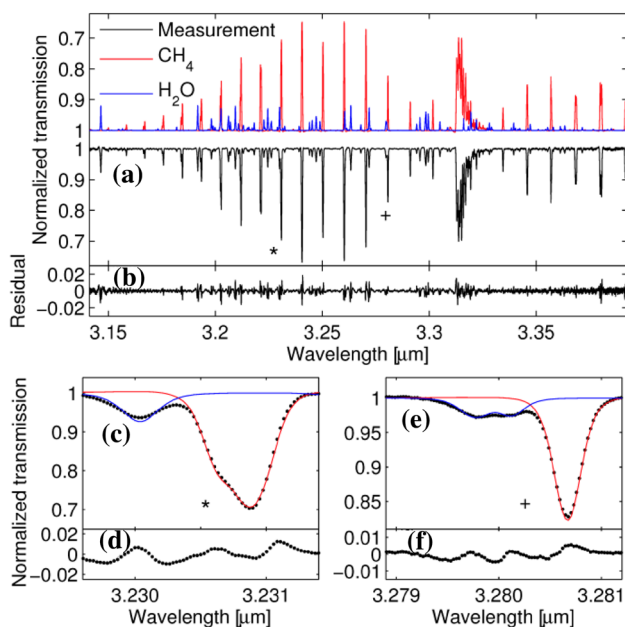 Measurement
CH4
H2O
Normalized transmission
0.7
0.8
0.9
1
1
0.9
0.8
0.7
(a)
*
+
Residual
0.02
0
−0.02
(b)
3.15 3.2 3.25 3.3 3.35
Wavelength [μm]
Normalized transmission
1
0.9
0.8
0.7
(c)
*
0.02
0
−0.02
(d)
3.230 3.231
Wavelength [μm]
1
0.95
0.9
0.85
(e)
+
0.01
0
−0.01
(f)
3.279 3.280 3.281
Wavelength [μm]